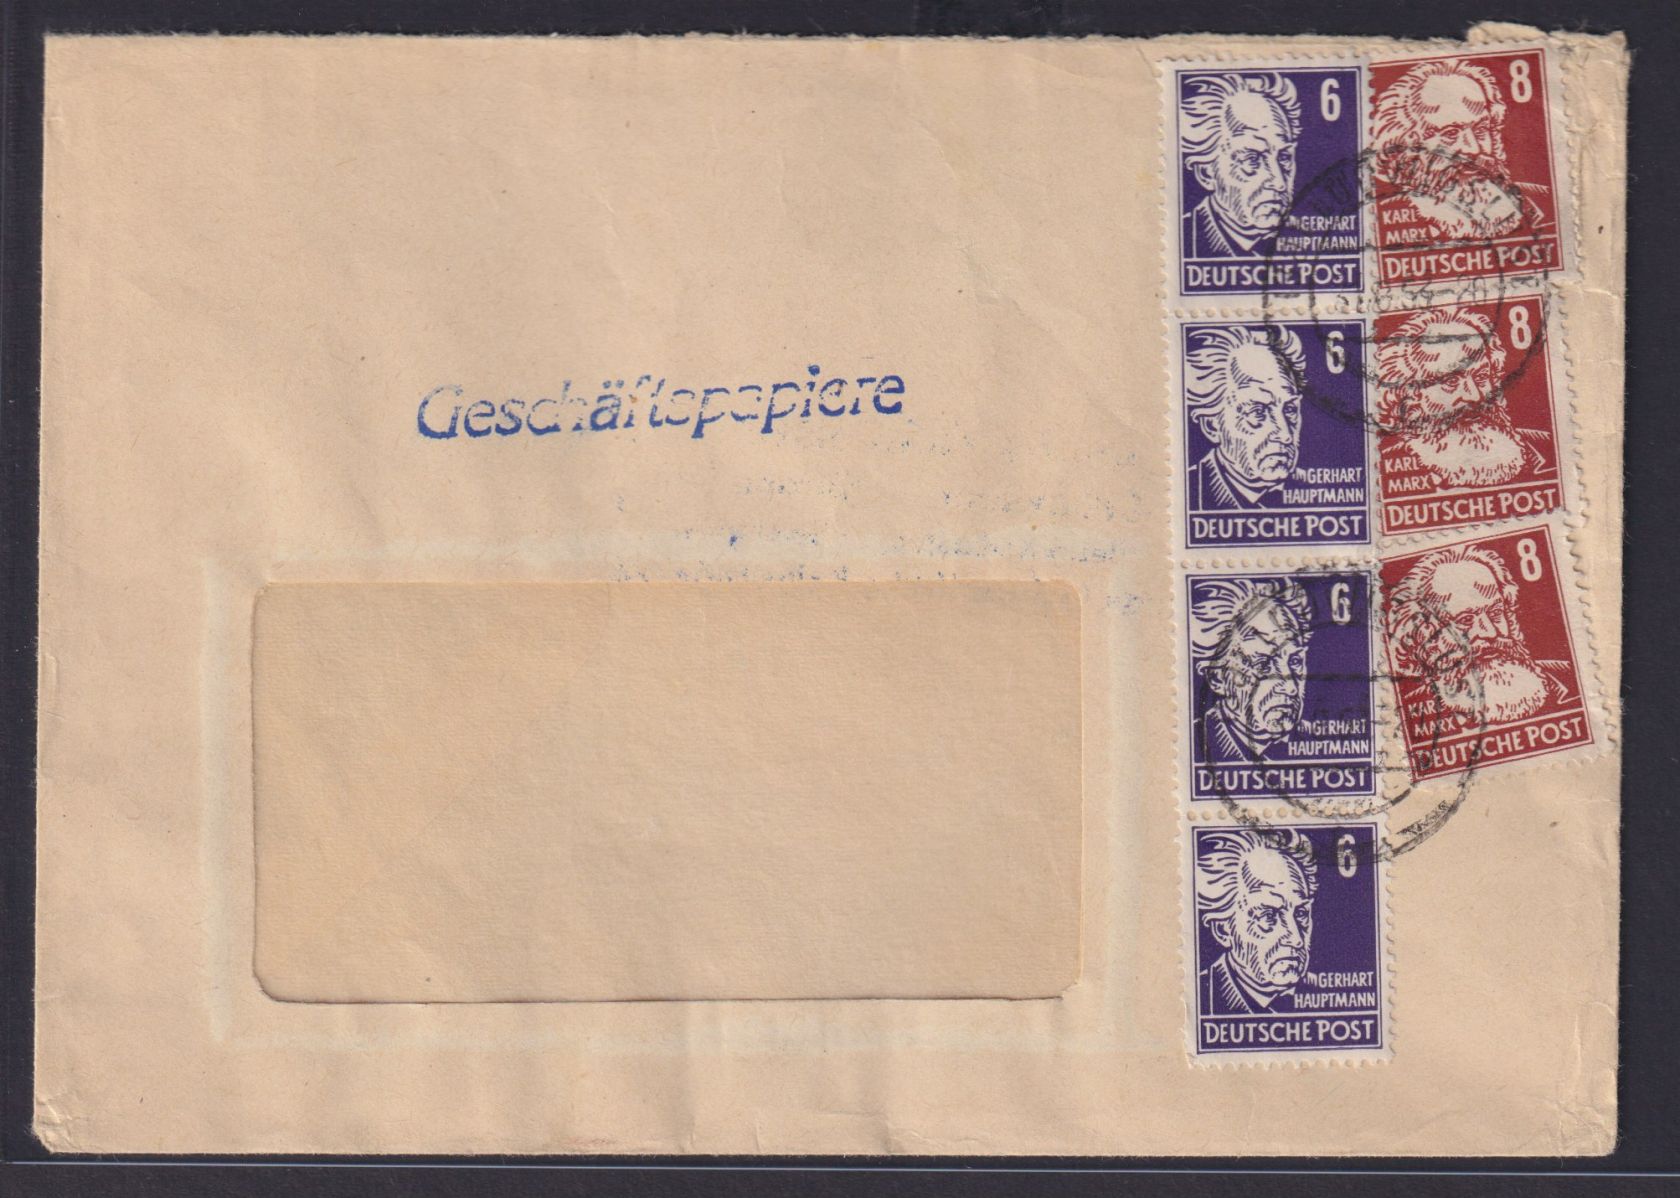 6
GERHART
HAUPTMANN
DEUTSCHE POST
8
KARL
MARX
DEUTSCHE POST
6
GERHART
HAUPTMANN
DEUTSCHE POST
8
KARL
MARX
DEUTSCHE POST
Geschäftspapiere
6
GERHART
HAUPTMANN
DEUTSCHE POST
8
KARL
MARX
DEUTSCHE POST
6
GERHART
HAUPTMANN
DEUTSCHE POST